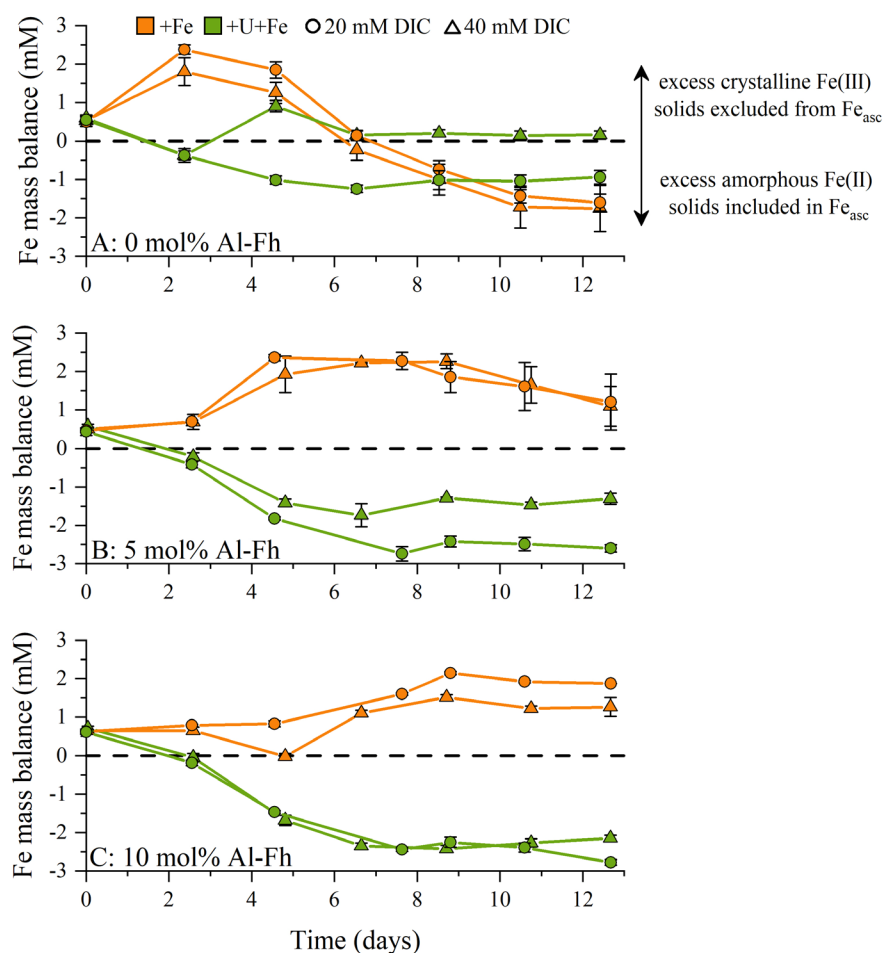 +Fe +U+Fe 20 mM DIC 40 mM DIC
3
2
1
0
-1
-2
-3
Fe mass balance (mM)
A: 0 mol% Al-Fh
0 2 4 6 8 10 12
excess crystalline Fe(III)
solids excluded from Feasc
excess amorphous Fe(II)
solids included in Feasc
3
2
1
0
-1
-2
-3
Fe mass balance (mM)
B: 5 mol% Al-Fh
0 2 4 6 8 10 12
3
2
1
0
-1
-2
-3
Fe mass balance (mM)
C: 10 mol% Al-Fh
0 2 4 6 8 10 12
Time (days)